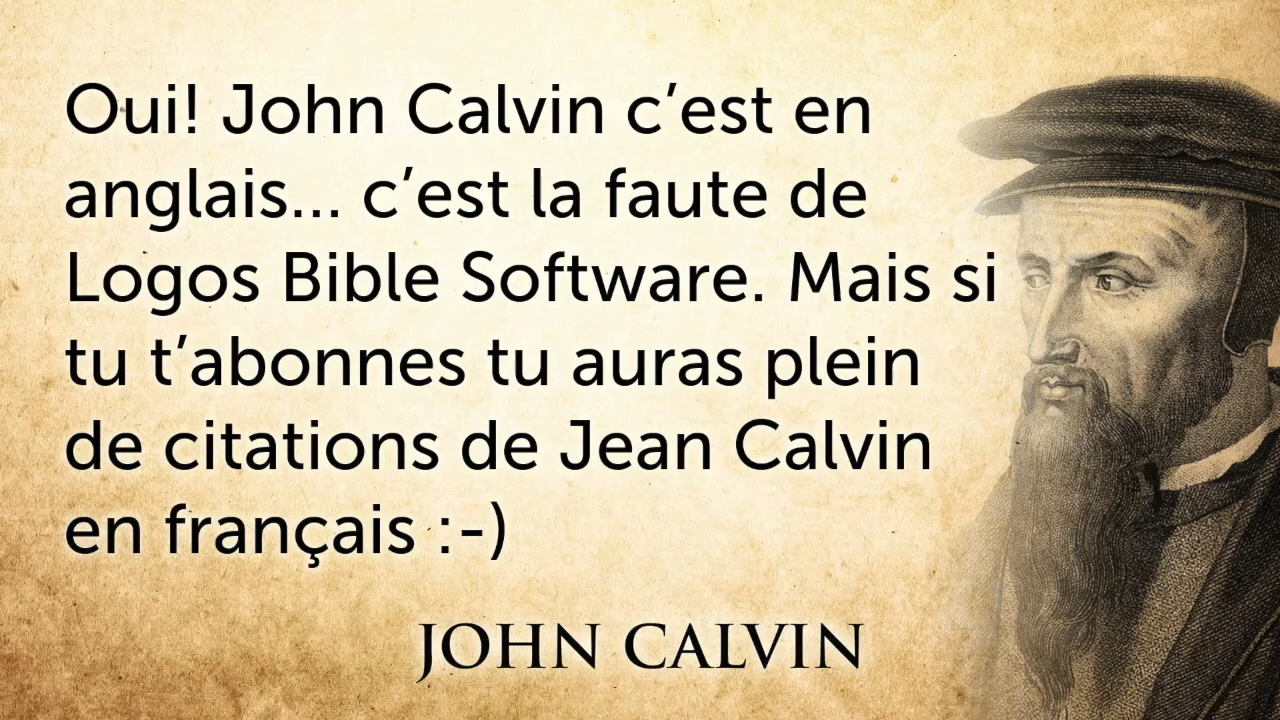 Oui! John Calvin c’est en
anglais... c’est la faute de
Logos Bible Software. Mais si
tu t’abonnes tu auras plein
de citations de Jean Calvin
en français :-)
JOHN CALVIN